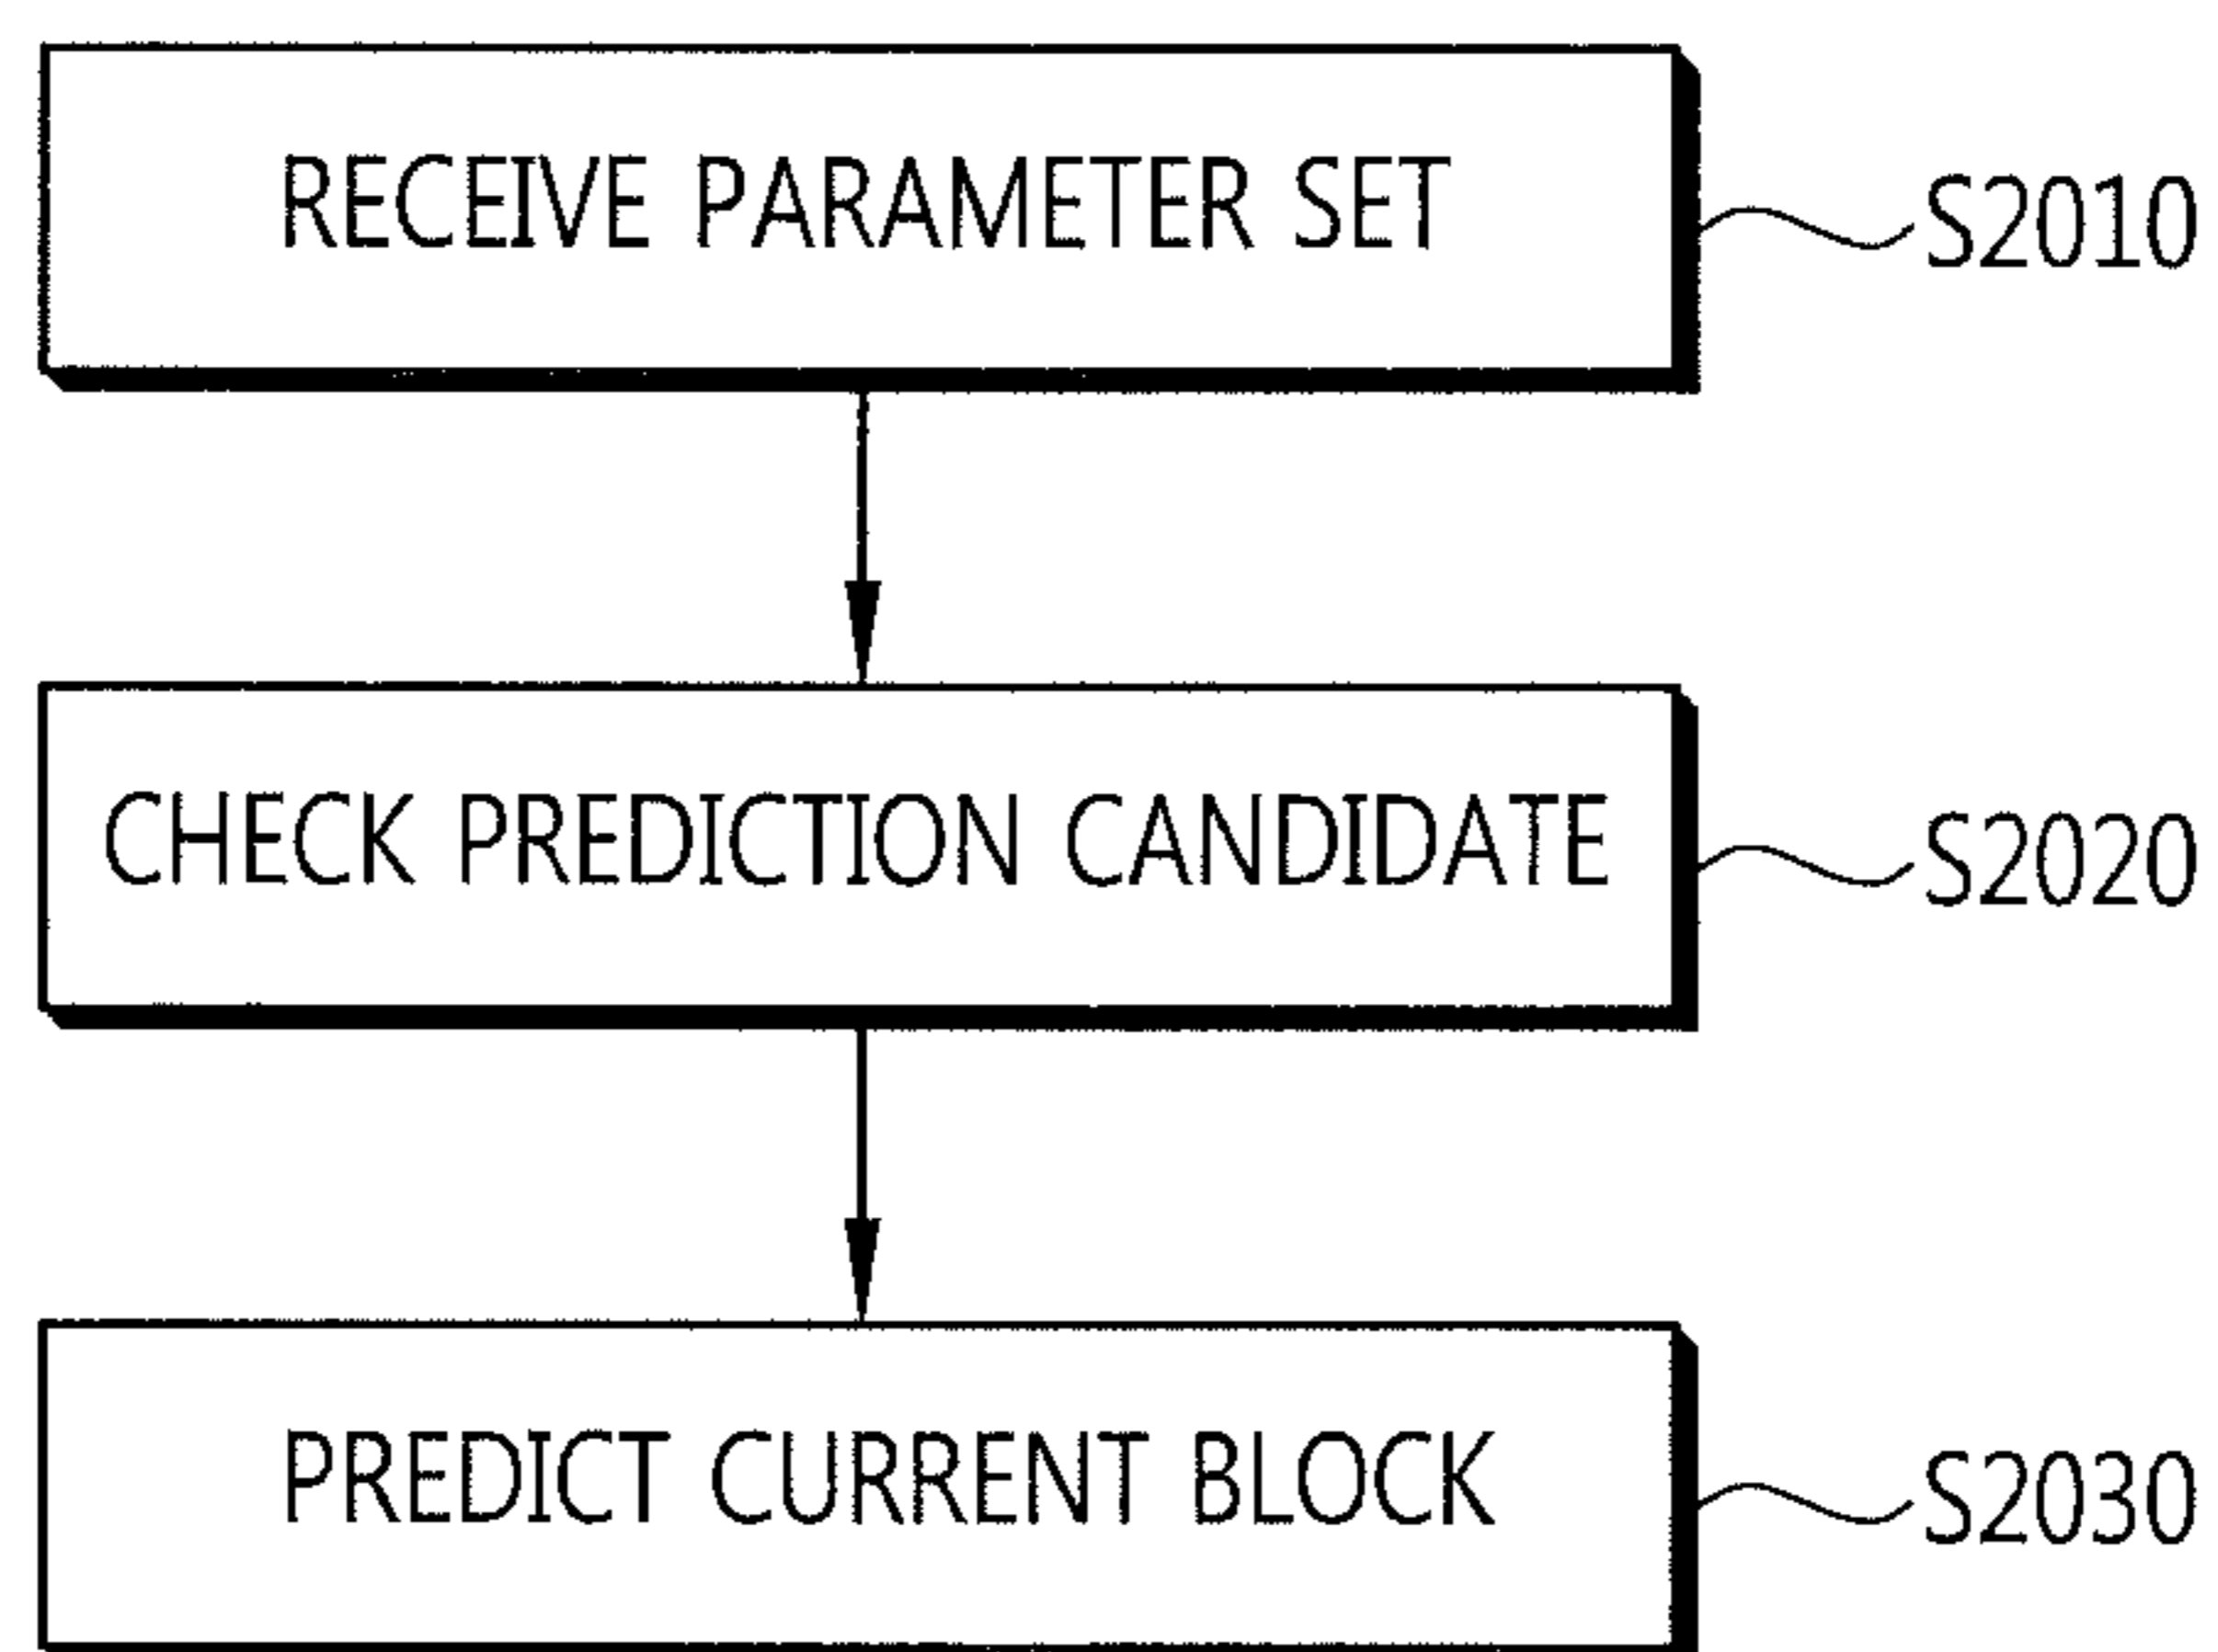 RECEIVE PARAMETER SET
S2010
CHECK PREDICTION CANDIDATE
S2020
PREDICT CURRENT BLOCK
S2030